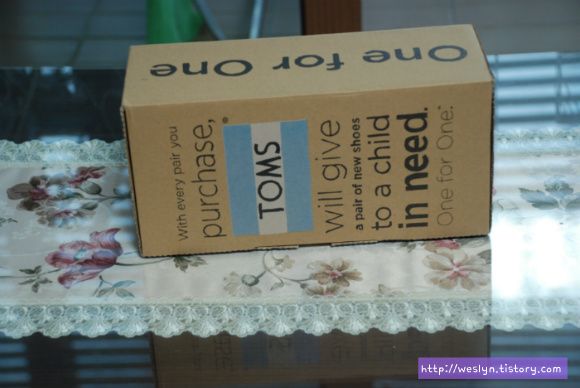 One for One
With every pair you
purchase,
TOMS
will give
a pair of new shoes
to a child
in need.
One for One.
http://weslyn.tistory.com